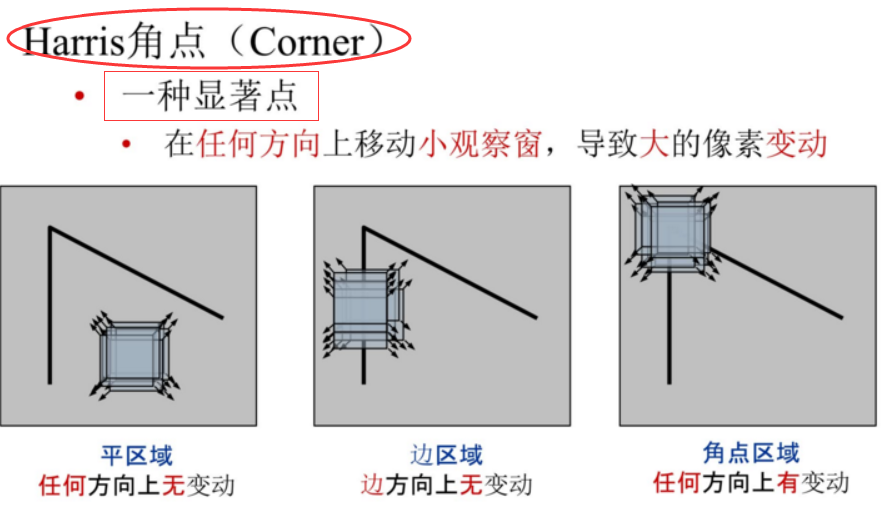 Harris角点（Corner）
• 一种显著点
• 在任何方向上移动小观察窗，导致大的像素变动
平区域
任何方向上无变动
边区域
边方向上无变动
角点区域
任何方向上有变动